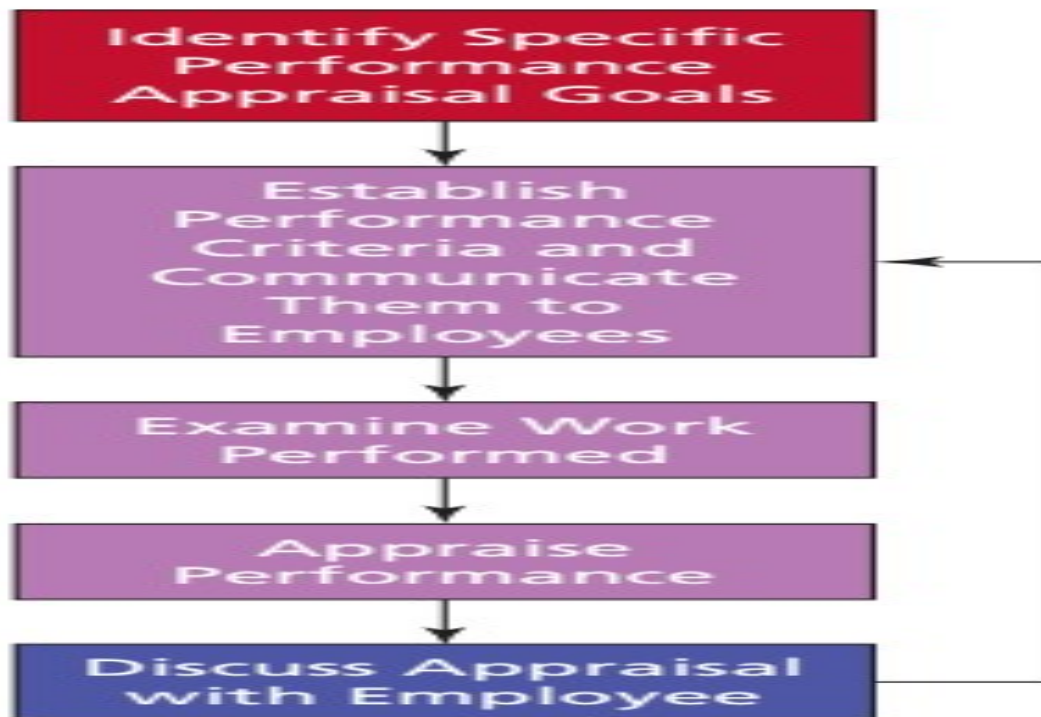 Identify Specific
Performance
Appraisal Goals
Establish
Performance
Criteria and
Communicate
Them to
Employees
Examine Work
Performed
Appraise
Performance
Discuss Appraisal
with Employee